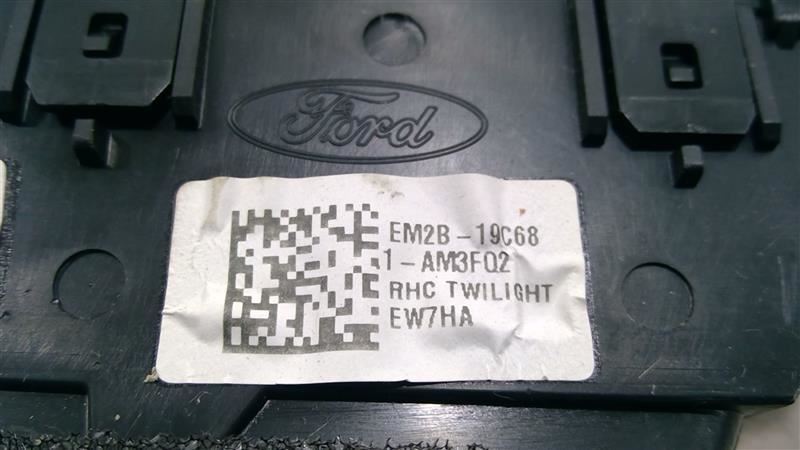 Ford
EM2B-19C68
1-AM3FQ2
RHC TWILIGHT
EW7HA